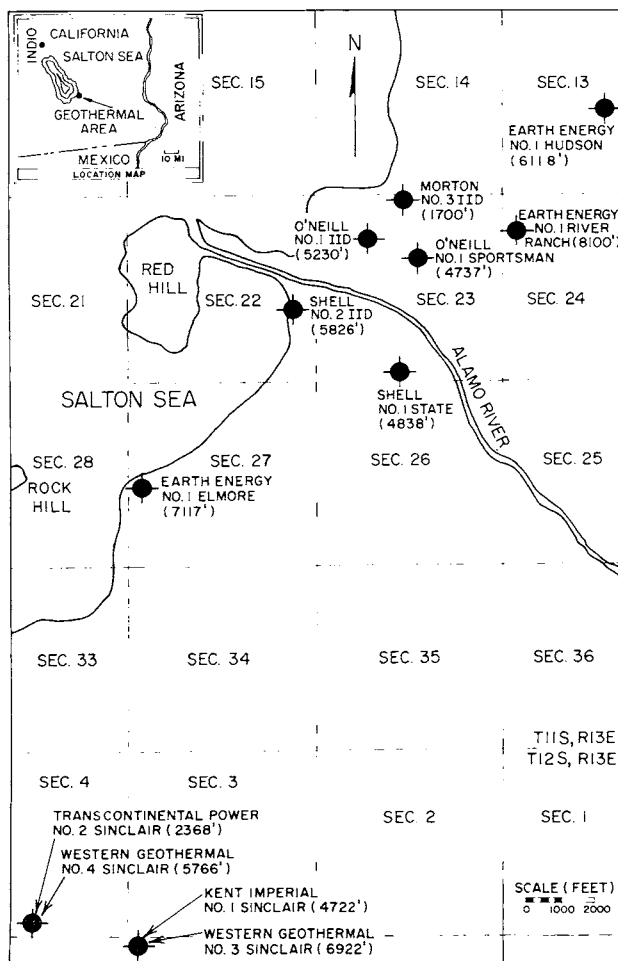 INDIO
CALIFORNIA
SALTON SEA
GEOTHERMAL
AREA
ARIZONA
MEXICO
10 MI
LOCATION MAP
SEC. 15
N
SEC. 14
SEC. 13
EARTH ENERGY
NO. 1 HUDSON
(6118')
MORTON
NO. 3 IID
(1700')
O'NEILL
NO. 1 IID
(5230')
EARTH ENERGY
NO. 1 RIVER
RANCH (8100')
O'NEILL
NO. 1 SPORTSMAN
(4737')
RED
HILL
SEC. 21
SEC. 22
SHELL
NO. 2 IID
(5826')
SEC. 23
SEC. 24
ALAMO RIVER
SALTON SEA
SHELL
NO. 1 STATE
(4838')
SEC. 28
SEC. 27
SEC. 26
SEC. 25
ROCK
HILL
EARTH ENERGY
NO. 1 ELMORE
(7117')
SEC. 33
SEC. 34
SEC. 35
SEC. 36
T11S, R13E
T12S, R13E
SEC. 4
SEC. 3
SEC. 2
SEC. 1
TRANSCONTINENTAL POWER
NO. 2 SINCLAIR (2368')
WESTERN GEOTHERMAL
NO. 4 SINCLAIR (5766')
KENT IMPERIAL
NO. 1 SINCLAIR (4722')
WESTERN GEOTHERMAL
NO. 3 SINCLAIR (6922')
SCALE (FEET)
0 1000 2000